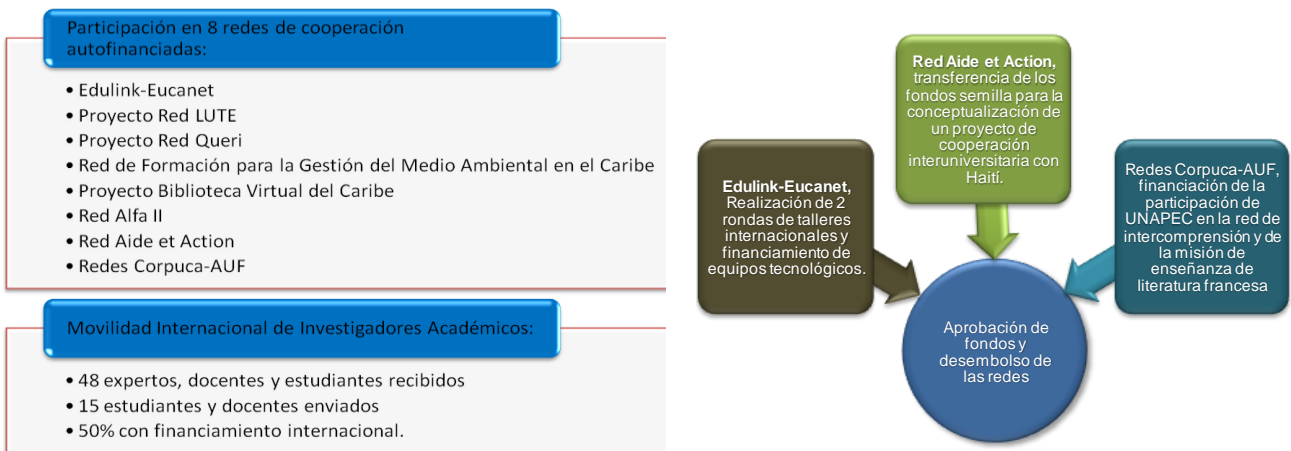 Participación en 8 redes de cooperación
autofinanciadas:
• Edulink-Eucanet
• Proyecto Red LUTE
• Proyecto Red Queri
• Red de Formación para la Gestión del Medio Ambiental en el Caribe
• Proyecto Biblioteca Virtual del Caribe
• Red Alfa II
• Red Aide et Action
• Redes Corpuca-AUF
Movilidad Internacional de Investigadores Académicos:
• 48 expertos, docentes y estudiantes recibidos
• 15 estudiantes y docentes enviados
• 50% con financiamiento internacional.
Edulink-Eucanet,
Realización de 2
rondas de talleres
internacionales y
financiamiento de
equipos tecnológicos.
Red Aide et Action,
transferencia de los
fondos semilla para la
conceptualización de
un proyecto de
cooperación
interuniversitaria con
Haití.
Redes Corpuca-AUF,
financiación de la
participación de
UNAPEC en la red de
intercomprensión y de
la misión de
enseñanza de
literatura francesa
Aprobación de
fondos y
desembolso de
las redes